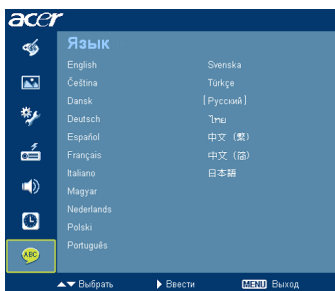 acer
Язык
English
Čeština
Dansk
Deutsch
Español
Français
Italiano
Magyar
Nederlands
Polski
Português
Svenska
Türkçe
[Русский]
ไทย
中文 (繁)
中文 (简)
日本語
ABC
▲▼ Выбрать ▶ Ввести MENU Выход